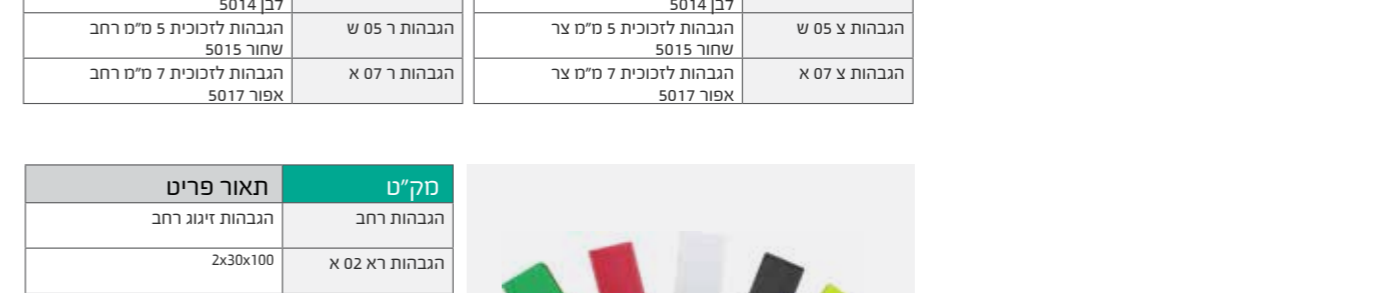 לבן 5014
לבן 5014
הגבהות צ 05 ש
הגבהות לזכוכית 5 מ״מ צר
שחור 5015
הגבהות ר 05 ש
הגבהות לזכוכית 5 מ״מ רחב
שחור 5015
הגבהות צ 07 א
הגבהות לזכוכית 7 מ״מ צר
אפור 5017
הגבהות ר 07 א
הגבהות לזכוכית 7 מ״מ רחב
אפור 5017
מק״ט
תאור פריט
הגבהות רחב
הגבהות זיגוג רחב
הגבהות רא 02 א
2x30x100